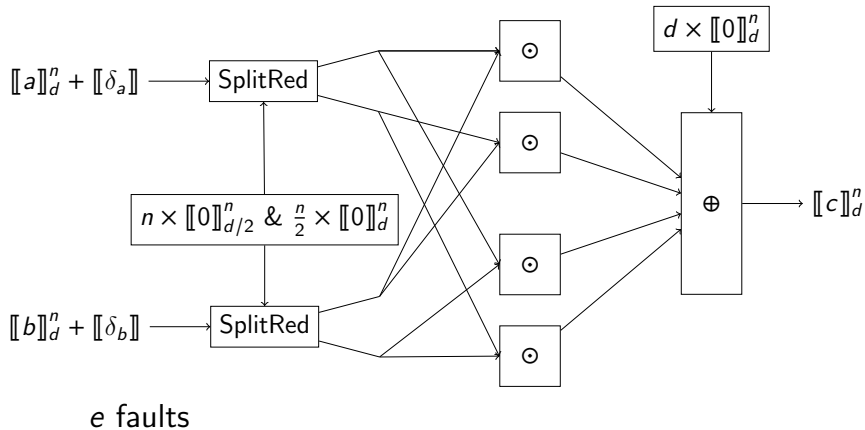 d × ⟦0⟧ⁿ_d
⊙
⟦a⟧ⁿ_d + ⟦δ_a⟧
SplitRed
⊙
n × ⟦0⟧ⁿ_{d/2} & n/2 × ⟦0⟧ⁿ_d
⊕
⟦c⟧ⁿ_d
⊙
⟦b⟧ⁿ_d + ⟦δ_b⟧
SplitRed
⊙
e faults